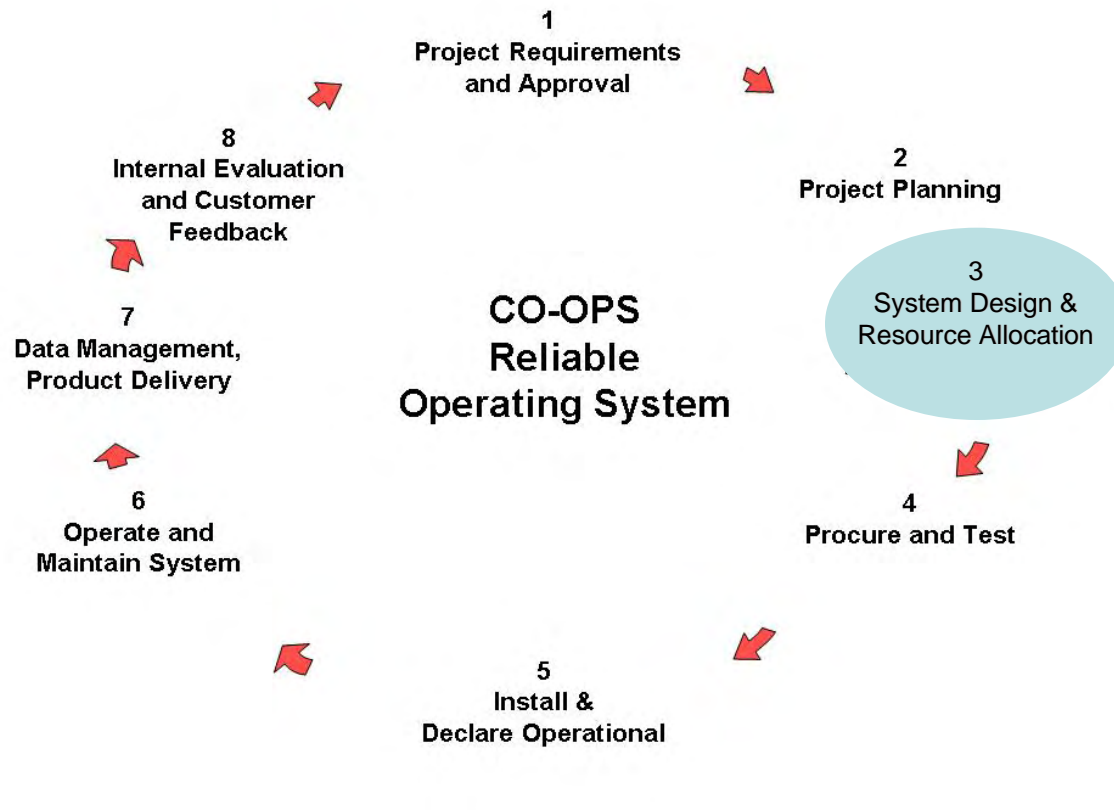 1
Project Requirements
and Approval
2
Project Planning
3
System Design &
Resource Allocation
4
Procure and Test
5
Install &
Declare Operational
6
Operate and
Maintain System
7
Data Management,
Product Delivery
8
Internal Evaluation
and Customer
Feedback
CO-OPS
Reliable
Operating System